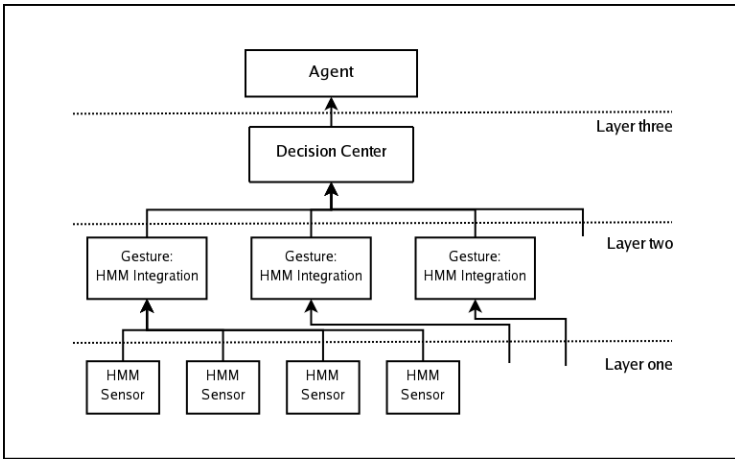 Agent
Layer three
Decision Center
Layer two
Gesture:
HMM Integration
Gesture:
HMM Integration
Gesture:
HMM Integration
Layer one
HMM
Sensor
HMM
Sensor
HMM
Sensor
HMM
Sensor